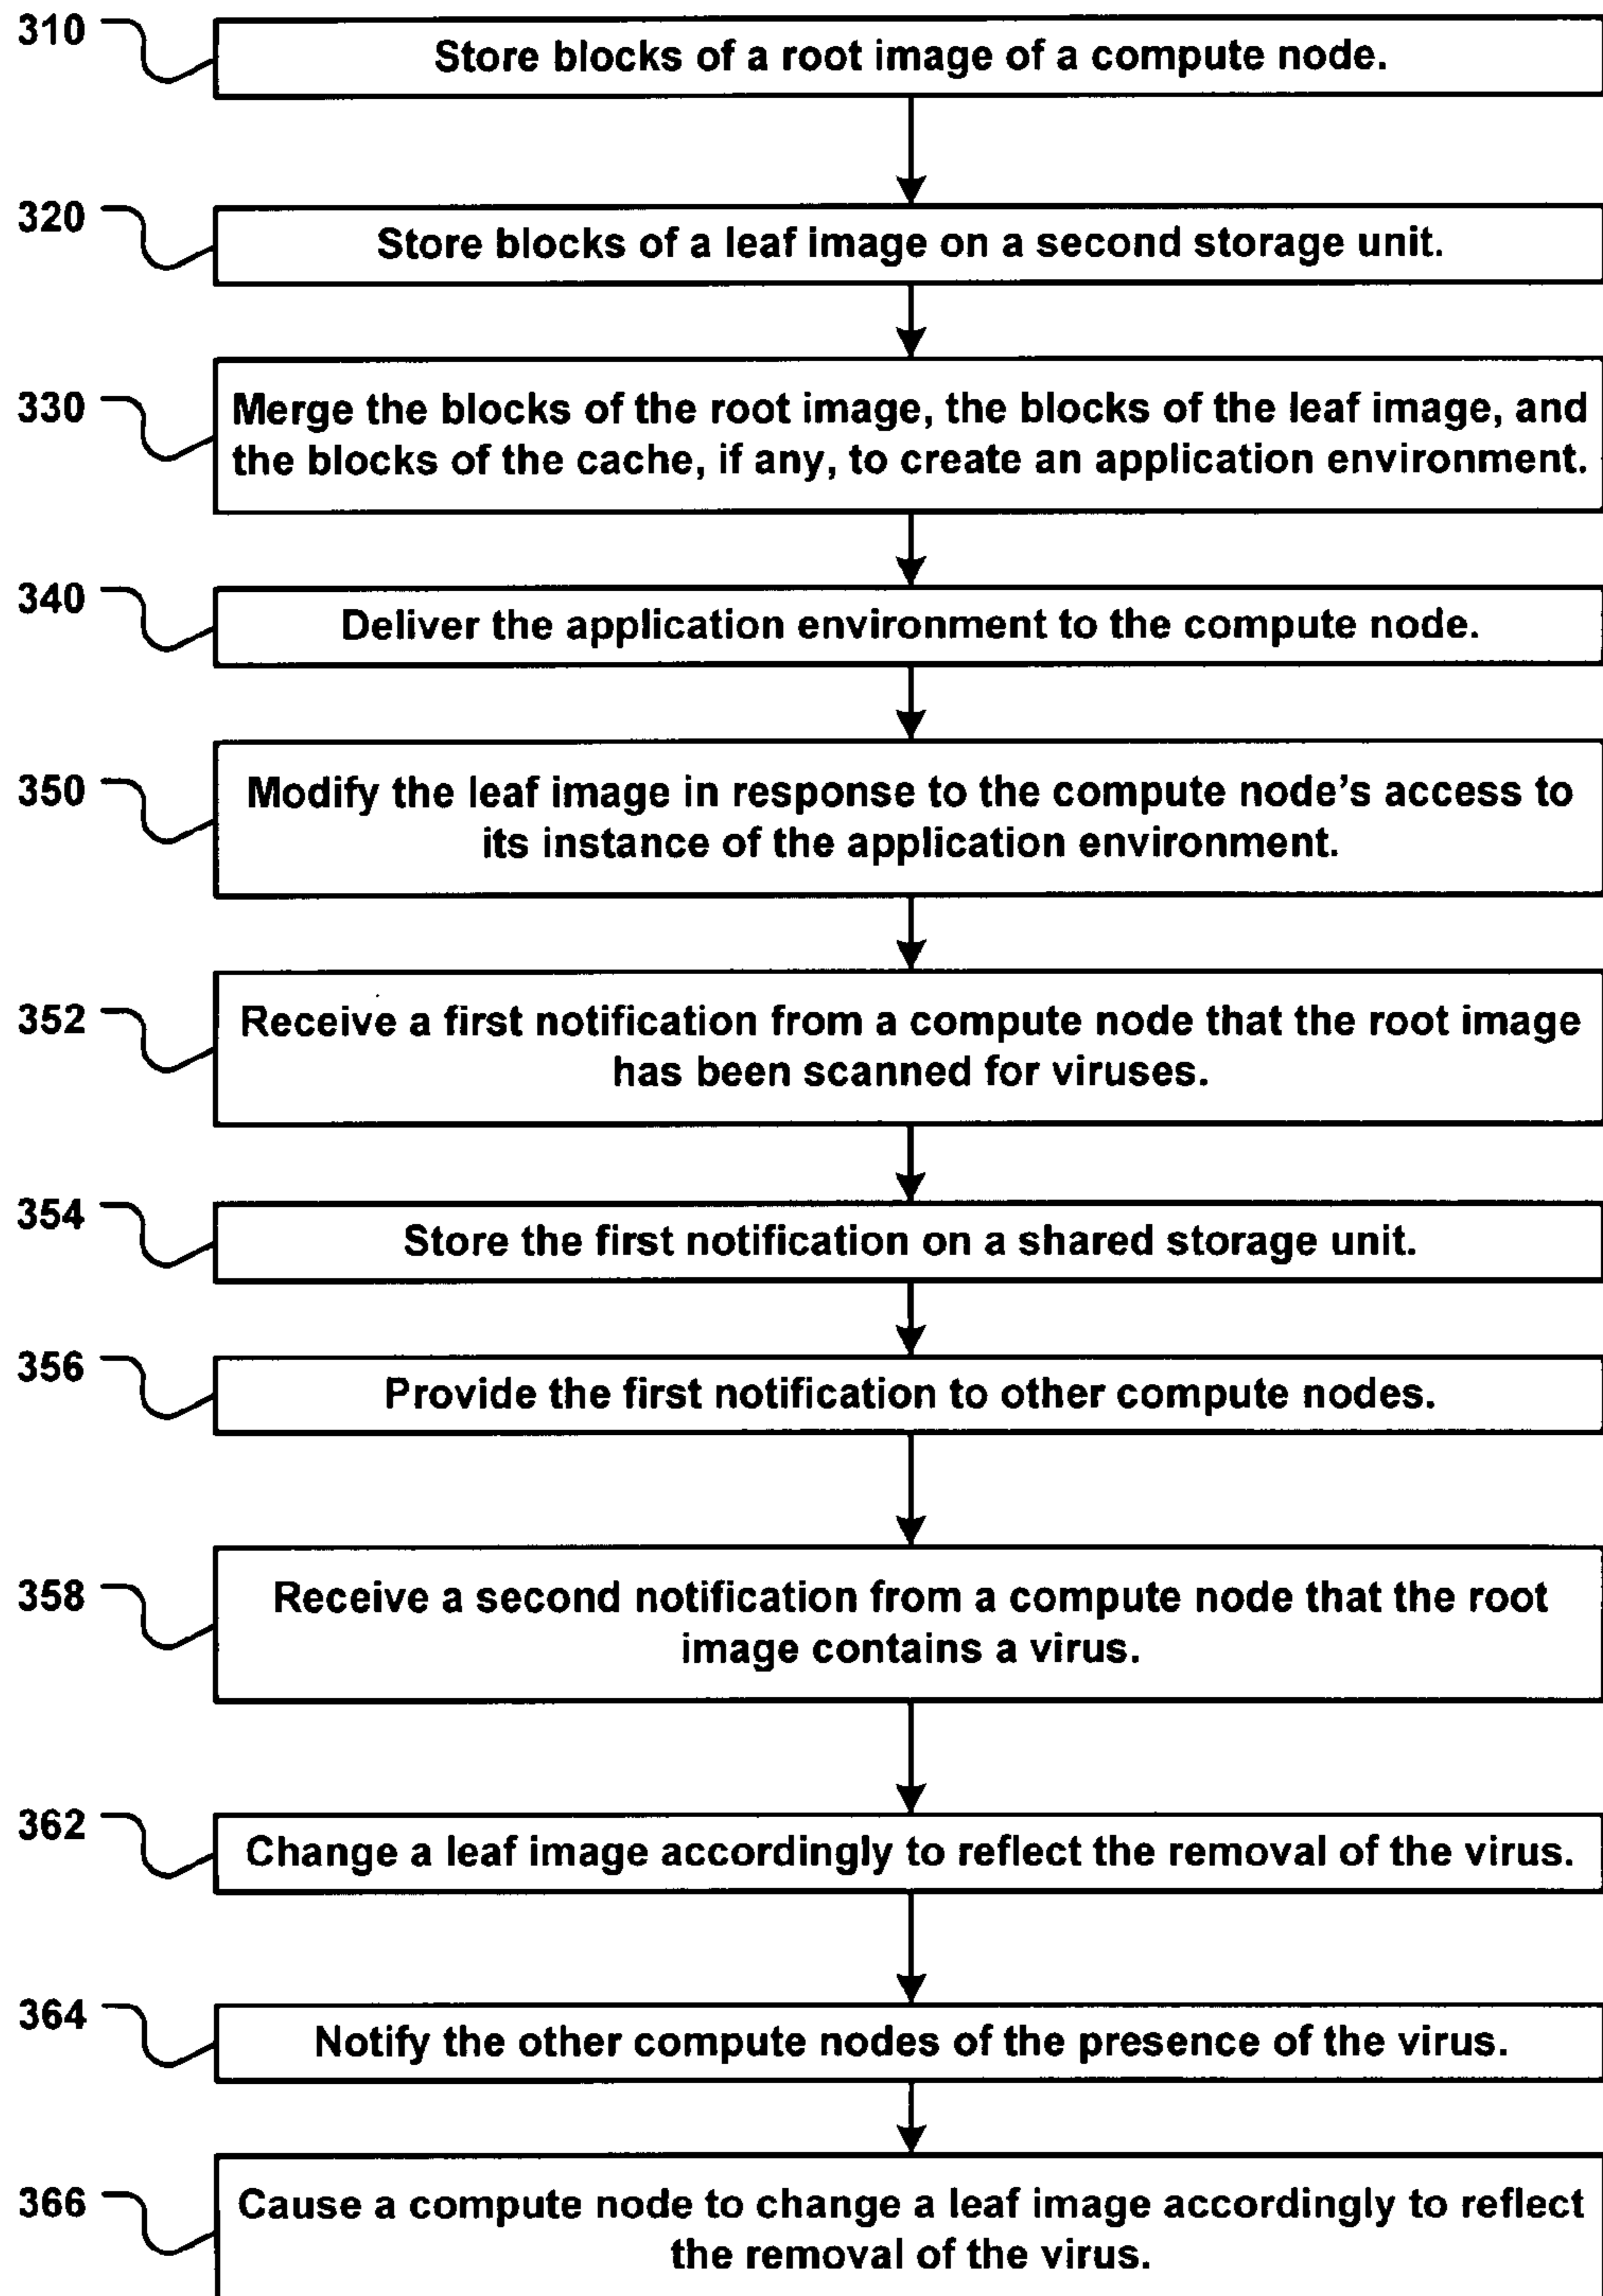 310
Store blocks of a root image of a compute node.
320
Store blocks of a leaf image on a second storage unit.
330
Merge the blocks of the root image, the blocks of the leaf image, and
the blocks of the cache, if any, to create an application environment.
340
Deliver the application environment to the compute node.
350
Modify the leaf image in response to the compute node's access to
its instance of the application environment.
352
Receive a first notification from a compute node that the root image
has been scanned for viruses.
354
Store the first notification on a shared storage unit.
356
Provide the first notification to other compute nodes.
358
Receive a second notification from a compute node that the root
image contains a virus.
362
Change a leaf image accordingly to reflect the removal of the virus.
364
Notify the other compute nodes of the presence of the virus.
366
Cause a compute node to change a leaf image accordingly to reflect
the removal of the virus.